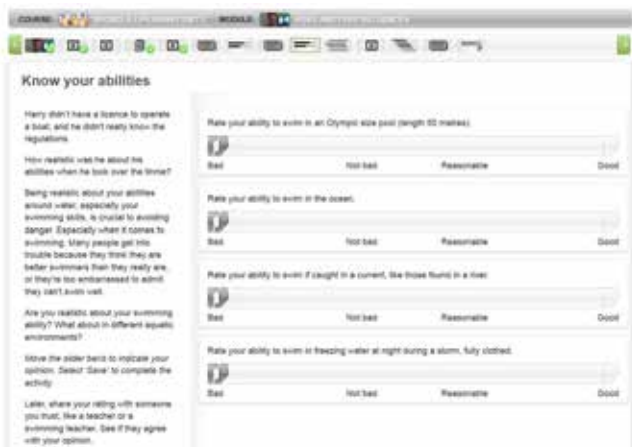 COURSE:
MODULE:
Know your abilities
Harry didn't have a licence to operate
a boat, and he didn't really know the
regulations.
How realistic was he about his
abilities when he took over the tinnie?
Being realistic about your abilities
around water, especially your
swimming skills, is crucial to avoiding
danger. Especially when it comes to
swimming. Many people get into
trouble because they think they are
better swimmers than they really are,
or they're too embarrassed to admit
they can't swim well.
Are you realistic about your swimming
ability? What about in different aquatic
environments?
Move the slider bars to indicate your
opinion. Select 'Save' to complete the
activity.
Later, share your rating with someone
you trust, like a teacher or a
swimming teacher. See if they agree
with your opinion.
Rate your ability to swim in an Olympic size pool (length 50 metres).
Bad Not bad Reasonable Good
Rate your ability to swim in the ocean.
Bad Not bad Reasonable Good
Rate your ability to swim if caught in a current, like those found in a river.
Bad Not bad Reasonable Good
Rate your ability to swim in freezing water at night during a storm, fully clothed.
Bad Not bad Reasonable Good